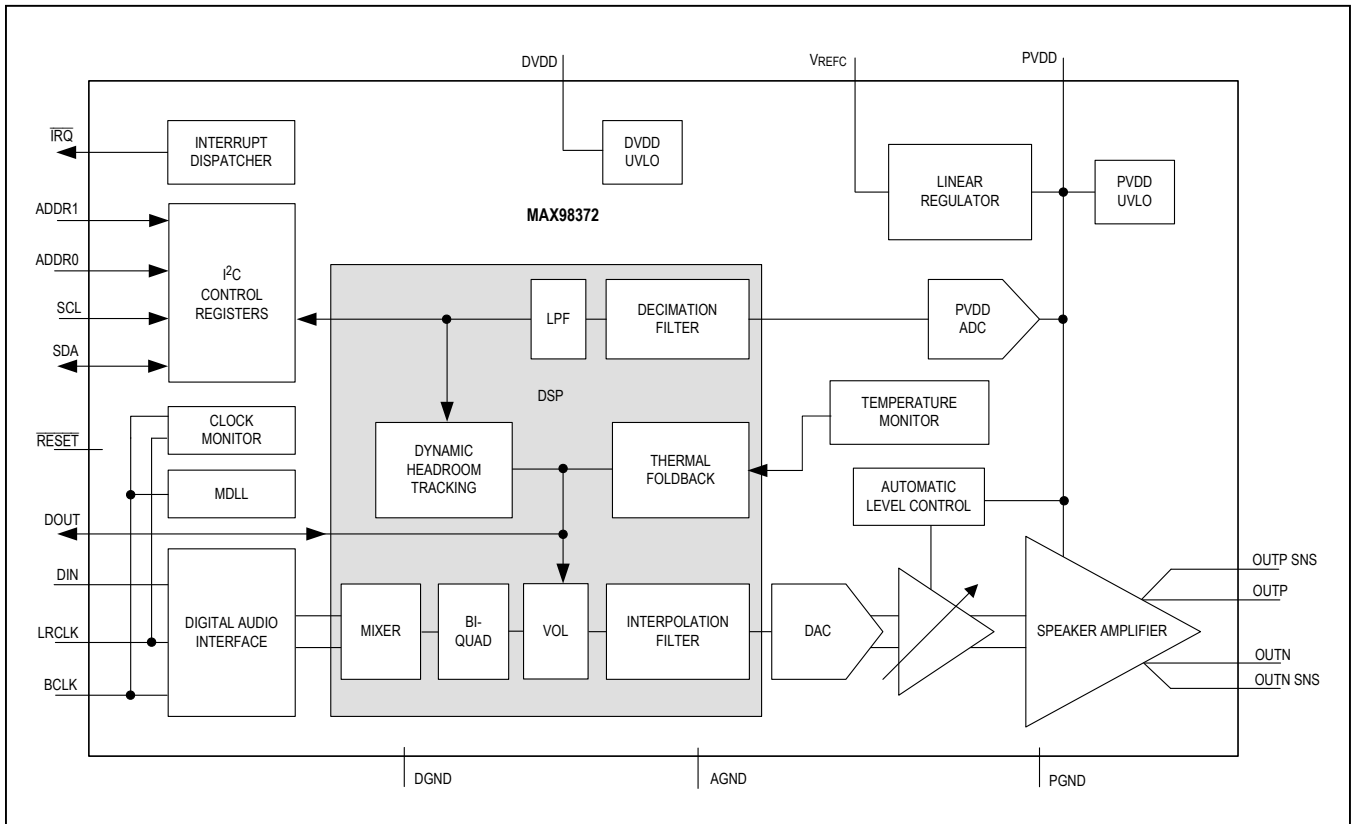 DVDD
VREFC
PVDD
IRQ
INTERRUPT
DISPATCHER
DVDD
UVLO
LINEAR
REGULATOR
PVDD
UVLO
MAX98372
ADDR1
ADDR0
SCL
SDA
I2C
CONTROL
REGISTERS
LPF
DECIMATION
FILTER
PVDD
ADC
DSP
TEMPERATURE
MONITOR
RESET
CLOCK
MONITOR
DYNAMIC
HEADROOM
TRACKING
THERMAL
FOLDBACK
MDLL
AUTOMATIC
LEVEL CONTROL
DOUT
DIN
LRCLK
BCLK
DIGITAL AUDIO
INTERFACE
MIXER
BI-
QUAD
VOL
INTERPOLATION
FILTER
DAC
SPEAKER AMPLIFIER
OUTP SNS
OUTP
OUTN
OUTN SNS
DGND
AGND
PGND